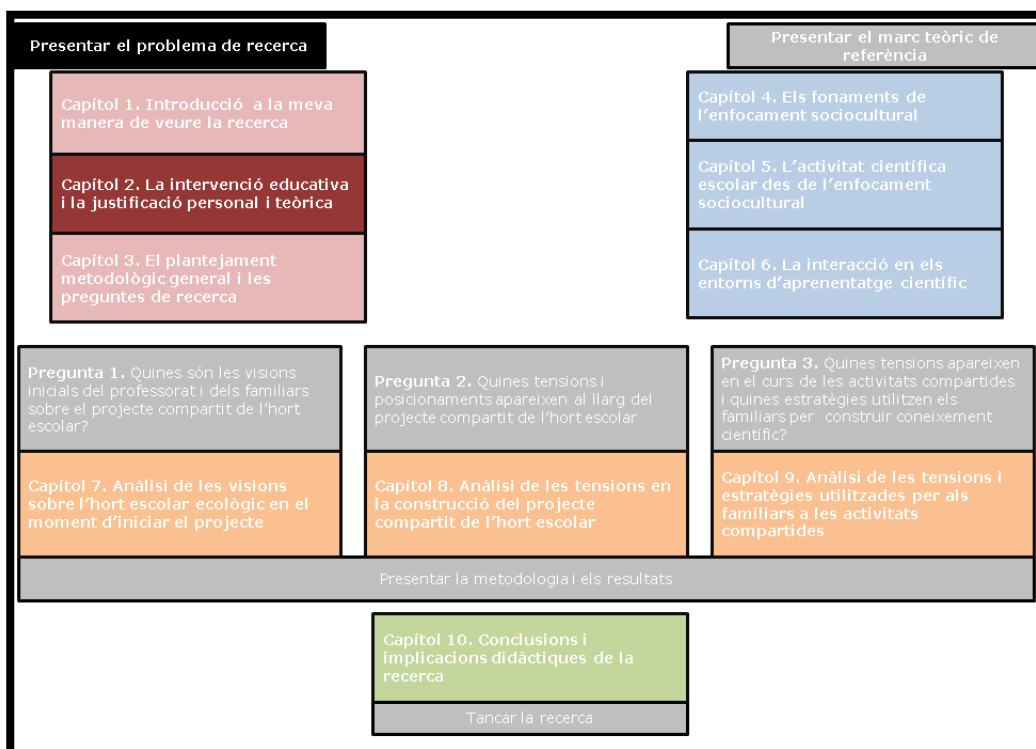 Presentar el problema de recerca
Presentar el marc teòric de
referència
Capítol 1. Introducció a la meva
manera de veure la recerca
Capítol 2. La intervenció educativa
i la justificació personal i teòrica
Capítol 3. El plantejament
metodològic general i les
preguntes de recerca
Capítol 4. Els fonaments de
l'enfocament sociocultural
Capítol 5. L'activitat científica
escolar des de l'enfocament
sociocultural
Capítol 6. La interacció en els
entorns d'aprenentatge científic
Pregunta 1. Quines són les visions
inicials del professorat i dels familiars
sobre el projecte compartit de l'hort
escolar?
Pregunta 2. Quines tensions i
posicionaments apareixen al llarg del
projecte compartit de l'hort escolar
Pregunta 3. Quines tensions apareixen
en el curs de les activitats compartides
i quines estratègies utilitzen els
familiars per construir coneixement
científic?
Capítol 7. Anàlisi de les visions
sobre l'hort escolar ecològic en el
moment d'iniciar el projecte
Capítol 8. Anàlisi de les tensions en
la construcció del projecte
compartit de l'hort escolar
Capítol 9. Anàlisi de les tensions i
estratègies utilitzades per als
familiars a les activitats
compartides
Presentar la metodologia i els resultats
Capítol 10. Conclusions i
implicacions didàctiques de la
recerca
Tancar la recerca